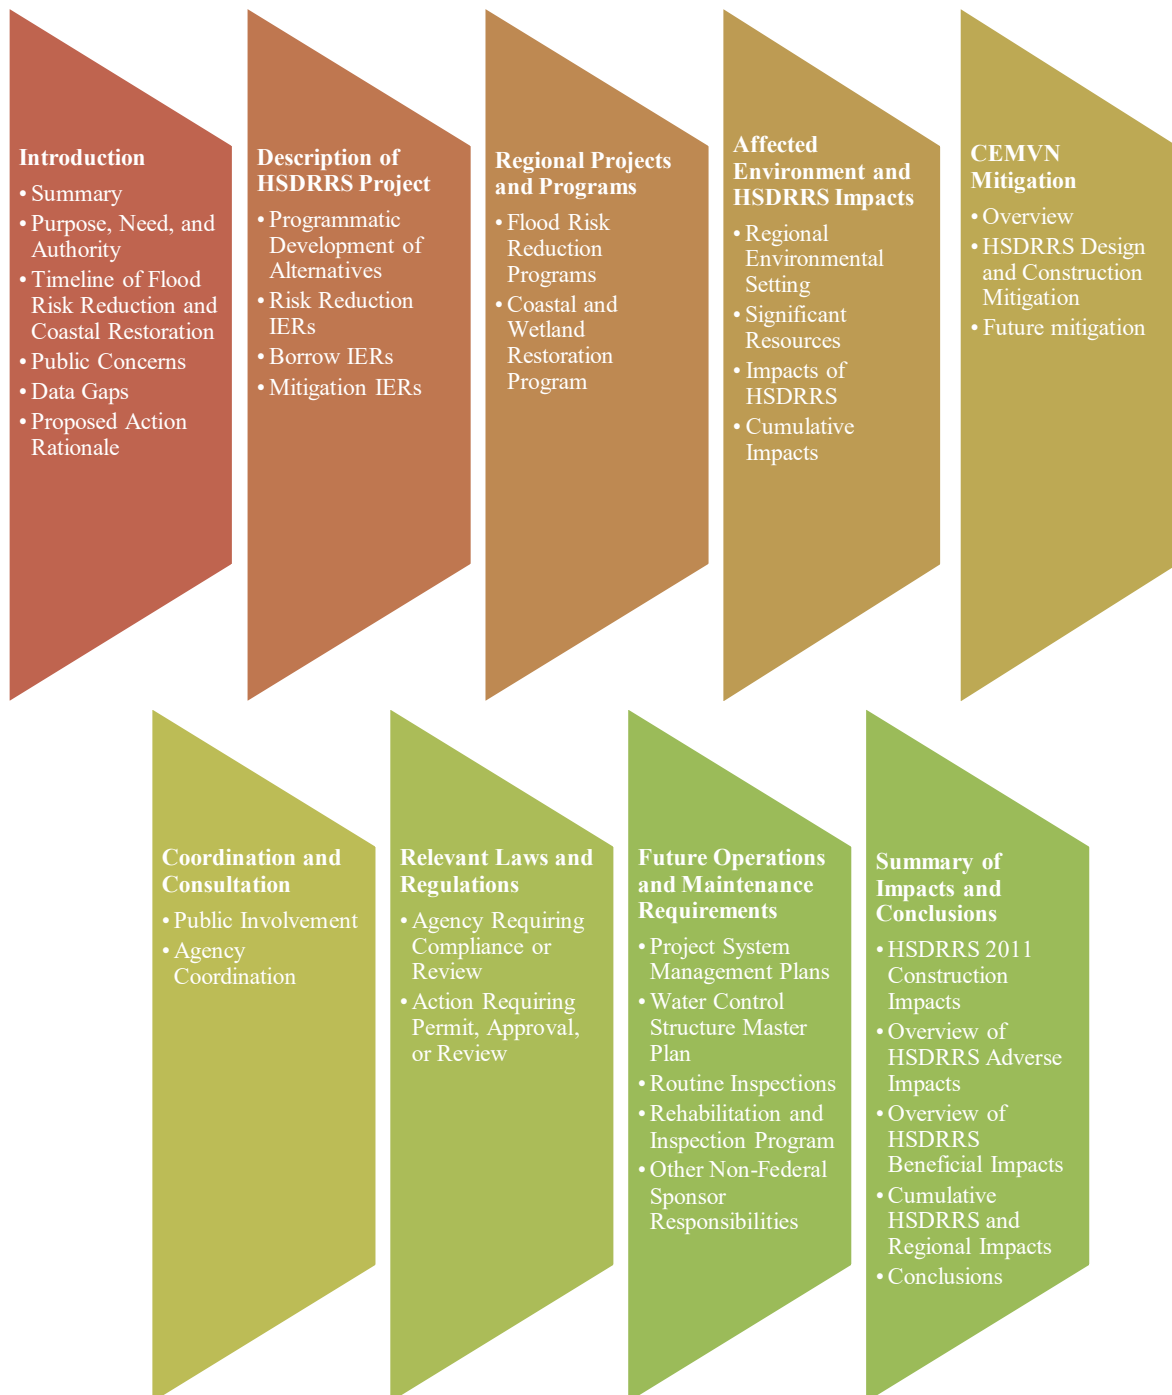 Introduction
• Summary
• Purpose, Need, and
Authority
• Timeline of Flood
Risk Reduction and
Coastal Restoration
• Public Concerns
• Data Gaps
• Proposed Action
Rationale
Description of
HSDRRS Project
• Programmatic
Development of
Alternatives
• Risk Reduction
IERs
• Borrow IERs
• Mitigation IERs
Regional Projects
and Programs
• Flood Risk
Reduction
Programs
• Coastal and
Wetland
Restoration
Program
Affected
Environment and
HSDRRS Impacts
• Regional
Environmental
Setting
• Significant
Resources
• Impacts of
HSDRRS
• Cumulative
Impacts
CEMVN
Mitigation
• Overview
• HSDRRS Design
and Construction
Mitigation
• Future mitigation
Coordination and
Consultation
• Public Involvement
• Agency
Coordination
Relevant Laws and
Regulations
• Agency Requiring
Compliance or
Review
• Action Requiring
Permit, Approval,
or Review
Future Operations
and Maintenance
Requirements
• Project System
Management Plans
• Water Control
Structure Master
Plan
• Routine Inspections
• Rehabilitation and
Inspection Program
• Other Non-Federal
Sponsor
Responsibilities
Summary of
Impacts and
Conclusions
• HSDRRS 2011
Construction
Impacts
• Overview of
HSDRRS Adverse
Impacts
• Overview of
HSDRRS
Beneficial Impacts
• Cumulative
HSDRRS and
Regional Impacts
• Conclusions